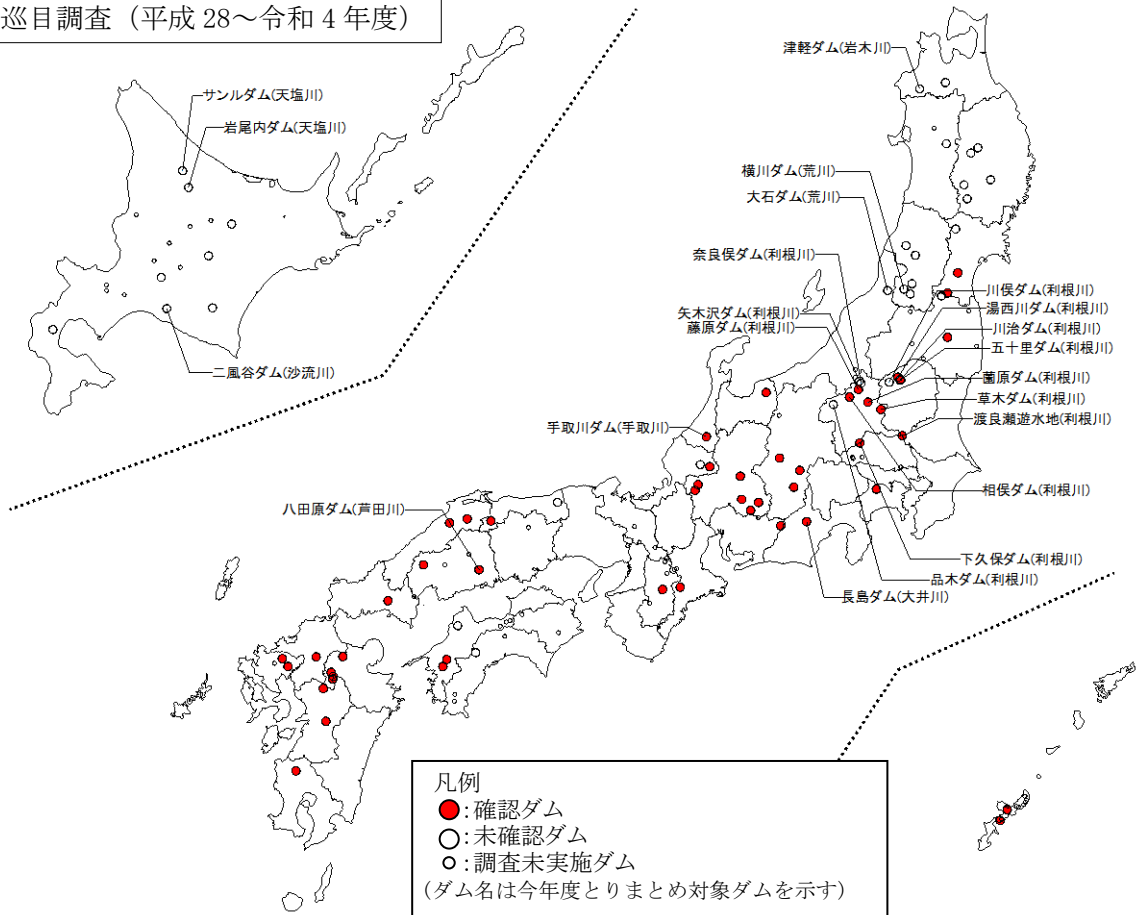 巡目調査（平成 28～令和 4 年度）
津軽ダム(岩木川)
サンルダム(天塩川)
岩尾内ダム(天塩川)
横川ダム(荒川)
大石ダム(荒川)
奈良俣ダム(利根川)
川俣ダム(利根川)
湯西川ダム(利根川)
矢木沢ダム(利根川)
藤原ダム(利根川)
川治ダム(利根川)
五十里ダム(利根川)
二風谷ダム(沙流川)
薗原ダム(利根川)
草木ダム(利根川)
渡良瀬遊水地(利根川)
手取川ダム(手取川)
相俣ダム(利根川)
八田原ダム(芦田川)
下久保ダム(利根川)
品木ダム(利根川)
長島ダム(大井川)
凡例
:確認ダム
:未確認ダム
:調査未実施ダム
（ダム名は今年度とりまとめ対象ダムを示す）